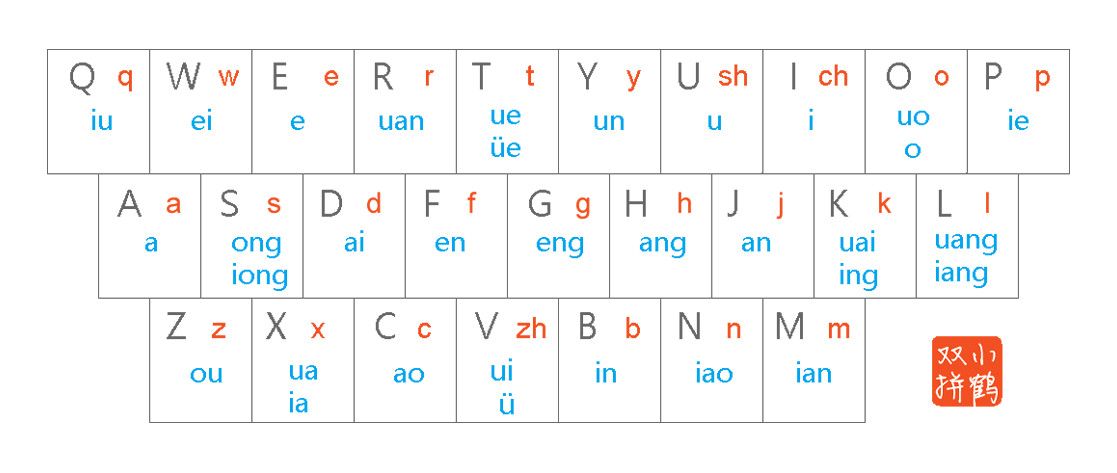 Q q W w E e R r T t Y y U sh I ch O o P p
iu ei e uan ue un u i uo ie
üe o
A a S s D d F f G g H h J j K k L l
a ong ai en eng ang an uai uang
iong ing iang
Z z X x C c V zh B b N n M m
ou ua ao ui in iao ian
ia ü
小鹤
双拼